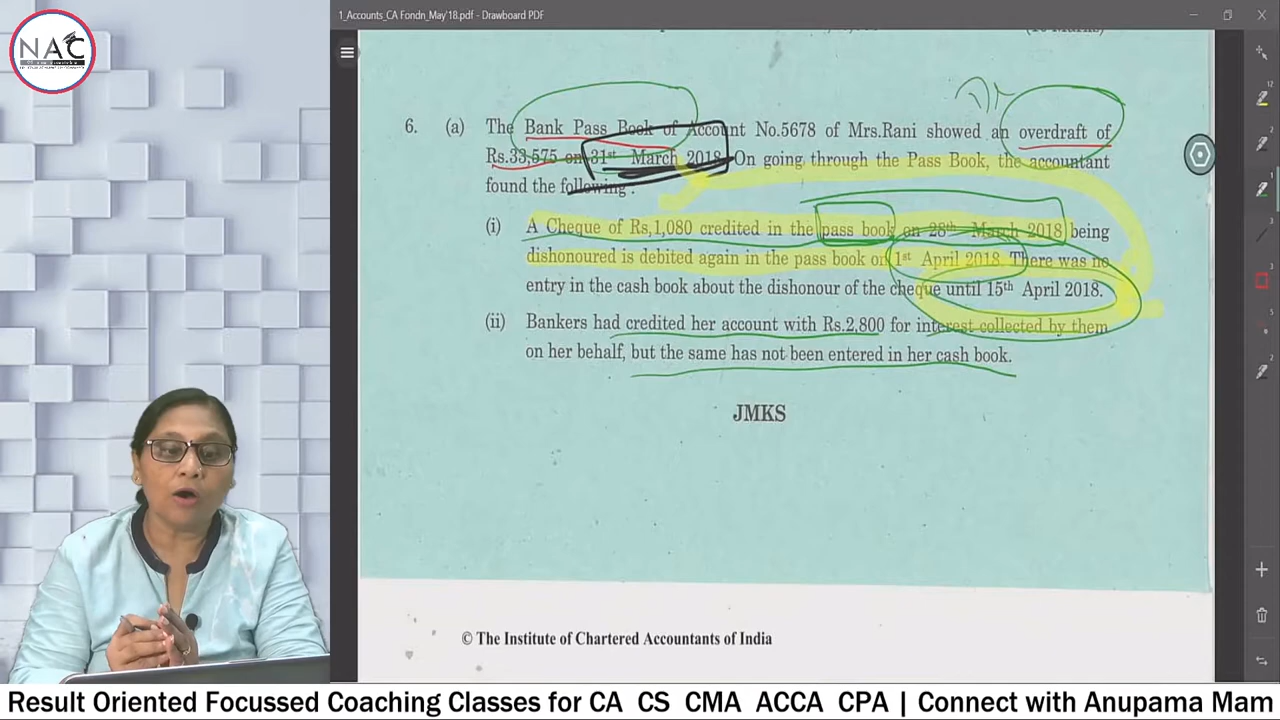 1_Accounts_CA Fondn_May'18.pdf - Drawboard PDF
NAC
6. (a) The Bank Pass Book of Account No.5678 of Mrs.Rani showed an overdraft of
Rs.33,575 on 31st March 2018. On going through the Pass Book, the accountant
found the following :
(i) A Cheque of Rs,1,080 credited in the pass book on 28th March 2018 being
dishonoured is debited again in the pass book on 1st April 2018. There was no
entry in the cash book about the dishonour of the cheque until 15th April 2018.
(ii) Bankers had credited her account with Rs.2,800 for interest collected by them
on her behalf, but the same has not been entered in her cash book.
JMKS
© The Institute of Chartered Accountants of India
Result Oriented Focussed Coaching Classes for CA CS CMA ACCA CPA | Connect with Anupama Mam